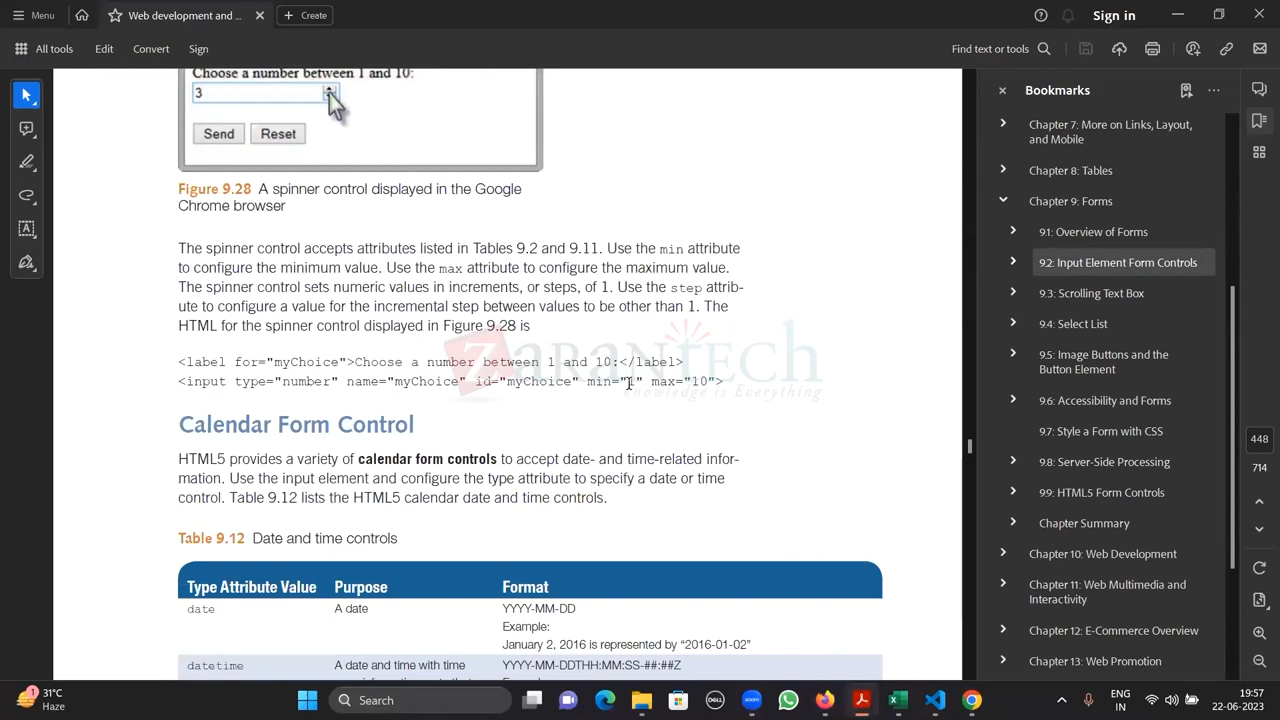 Menu
Web development and ...
Create
Sign in
All tools
Edit
Convert
Sign
Find text or tools
Choose a number between 1 and 10:
3
Send
Reset
Figure 9.28 A spinner control displayed in the Google
Chrome browser
The spinner control accepts attributes listed in Tables 9.2 and 9.11. Use the min attribute
to configure the minimum value. Use the max attribute to configure the maximum value.
The spinner control sets numeric values in increments, or steps, of 1. Use the step attrib-
ute to configure a value for the incremental step between values to be other than 1. The
HTML for the spinner control displayed in Figure 9.28 is
<label for="myChoice">Choose a number between 1 and 10:</label>
<input type="number" name="myChoice" id="myChoice" min="1" max="10">
ZaranTech
knowledge is Everything
Calendar Form Control
HTML5 provides a variety of calendar form controls to accept date- and time-related infor-
mation. Use the input element and configure the type attribute to specify a date or time
control. Table 9.12 lists the HTML5 calendar date and time controls.
Table 9.12 Date and time controls
Type Attribute Value Purpose Format
date A date YYYY-MM-DD
Example:
January 2, 2016 is represented by "2016-01-02"
datetime A date and time with time YYYY-MM-DDTHH:MM:SS-##:##Z
Bookmarks
Chapter 7: More on Links, Layout,
and Mobile
Chapter 8: Tables
Chapter 9: Forms
9.1: Overview of Forms
9.2: Input Element Form Controls
9.3: Scrolling Text Box
9.4: Select List
9.5: Image Buttons and the
Button Element
9.6: Accessibility and Forms
9.7: Style a Form with CSS
9.8: Server-Side Processing
9.9: HTML5 Form Controls
Chapter Summary
Chapter 10: Web Development
Chapter 11: Web Multimedia and
Interactivity
Chapter 12: E-Commerce Overview
Chapter 13: Web Promotion
448
714
1
31°C
Haze
Search
DELL
zoom
ENG
IN
19:57
22-06-2023